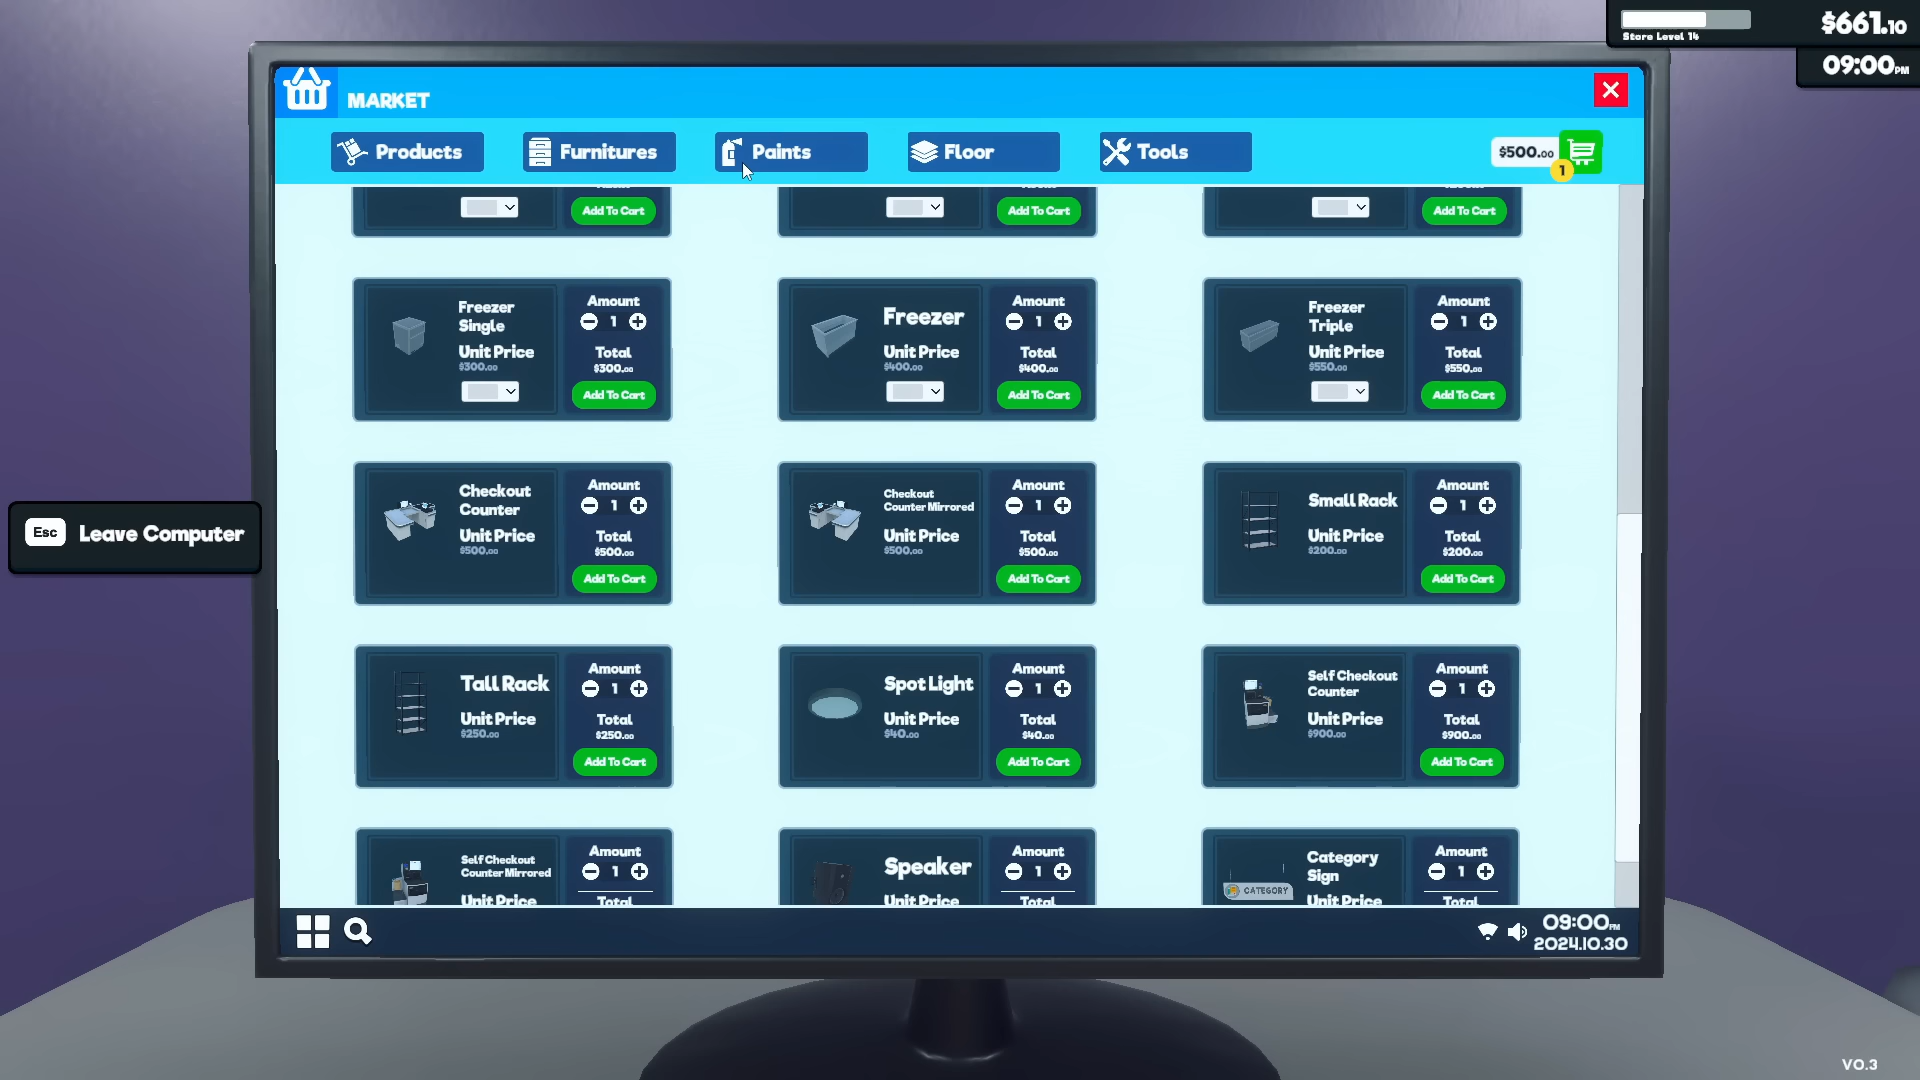 $661.10
Store Level 14
09:00PM
MARKET
Products
Furnitures
Paints
Floor
Tools
$500.00
1
Add To Cart
Add To Cart
Add To Cart
Freezer
Single
Unit Price
$300.00
Amount
1
Total
$300.00
Add To Cart
Freezer
Unit Price
$400.00
Amount
1
Total
$400.00
Add To Cart
Freezer
Triple
Unit Price
$550.00
Amount
1
Total
$550.00
Add To Cart
Checkout
Counter
Unit Price
$500.00
Amount
1
Total
$500.00
Add To Cart
Checkout
Counter Mirrored
Unit Price
$500.00
Amount
1
Total
$500.00
Add To Cart
Small Rack
Unit Price
$200.00
Amount
1
Total
$200.00
Add To Cart
Esc Leave Computer
Tall Rack
Unit Price
$250.00
Amount
1
Total
$250.00
Add To Cart
Spot Light
Unit Price
$40.00
Amount
1
Total
$40.00
Add To Cart
Self Checkout
Counter
Unit Price
$900.00
Amount
1
Total
$900.00
Add To Cart
Self Checkout
Counter Mirrored
Unit Price
Amount
1
Total
Speaker
Unit Price
Amount
1
Total
CATEGORY
Category
Sign
Unit Price
Amount
1
Total
09:00PM
2024.10.30
V0.3